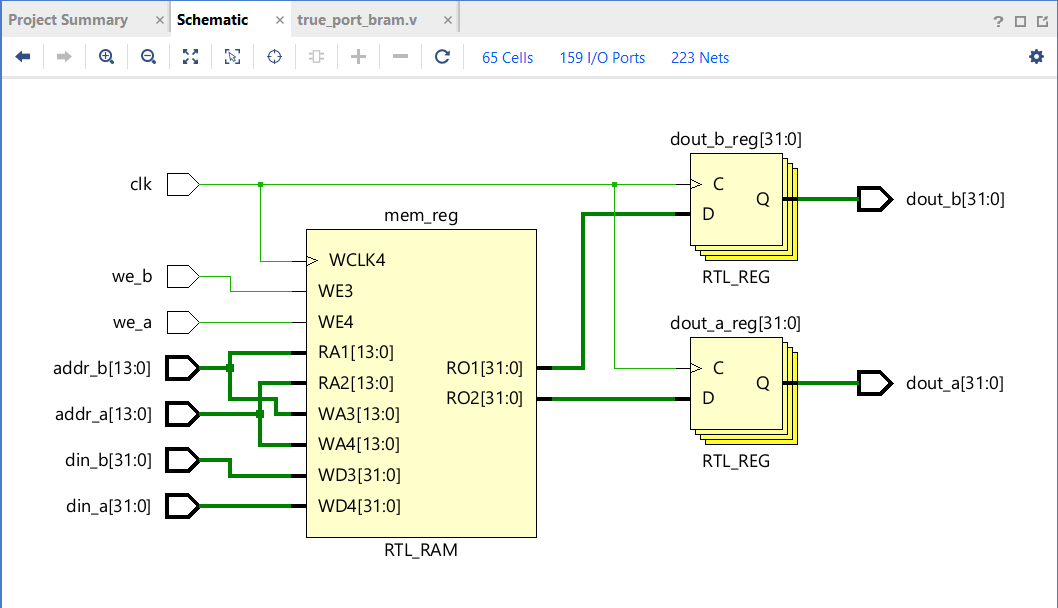 Project Summary × Schematic × true_port_bram.v ×
? 
65 Cells 159 I/O Ports 223 Nets
dout_b_reg[31:0]
clk
C
Q
dout_b[31:0]
D
mem_reg
WCLK4
RTL_REG
we_b
WE3
we_a
WE4
dout_a_reg[31:0]
RA1[13:0]
addr_b[13:0]
RO1[31:0]
C
RA2[13:0]
Q
dout_a[31:0]
RO2[31:0]
D
addr_a[13:0]
WA3[13:0]
WA4[13:0]
din_b[31:0]
RTL_REG
WD3[31:0]
din_a[31:0]
WD4[31:0]
RTL_RAM